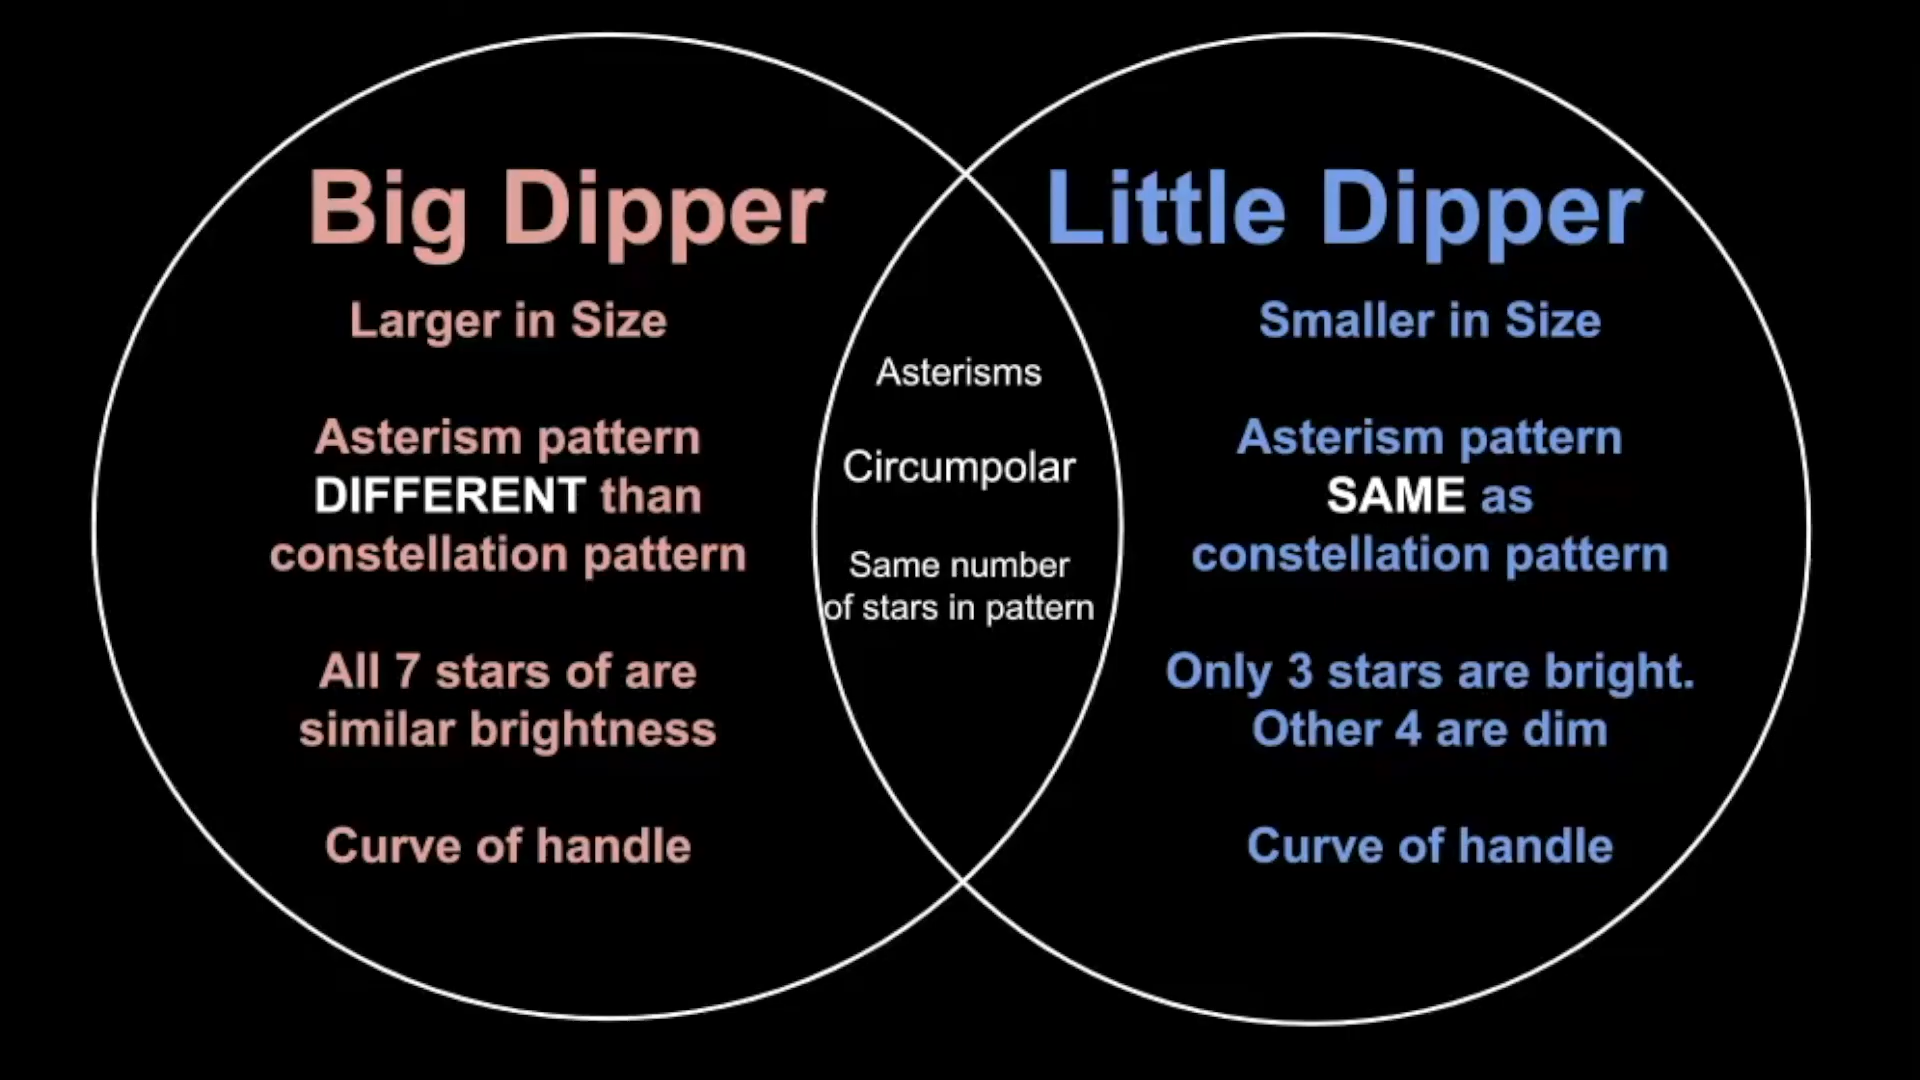 Big Dipper
Larger in Size
Asterism pattern
DIFFERENT than
constellation pattern
All 7 stars of are
similar brightness
Curve of handle
Asterisms
Circumpolar
Same number
of stars in pattern
Little Dipper
Smaller in Size
Asterism pattern
SAME as
constellation pattern
Only 3 stars are bright.
Other 4 are dim
Curve of handle